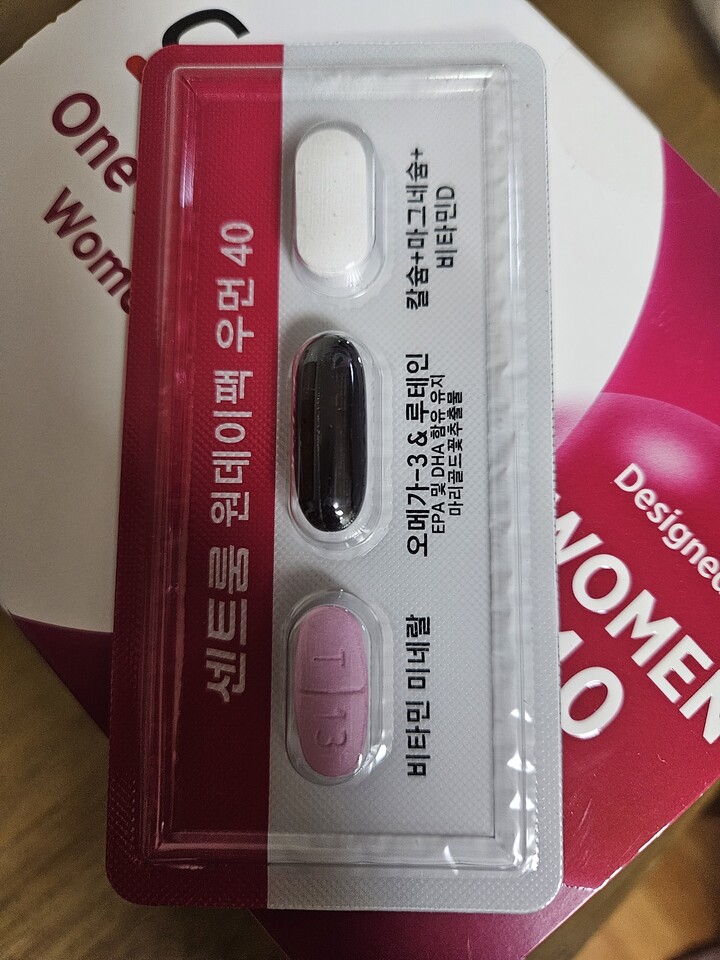 센트룸 원데이팩 우먼 40
칼슘+마그네슘+
비타민D
오메가-3 & 루테인
EPA 및 DHA 함유 유지
마리골드꽃추출물
비타민 미네랄
T 13
One
Designed
WOMEN
40